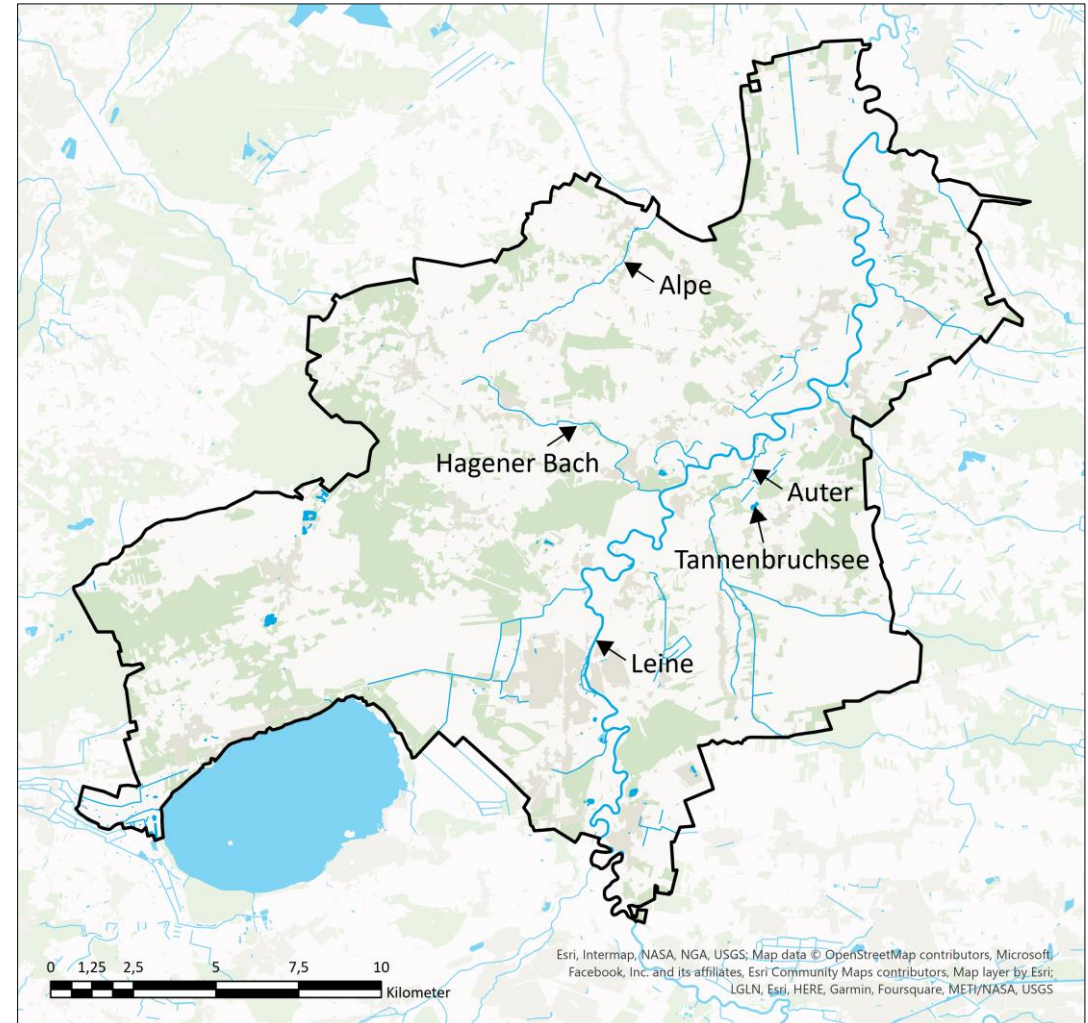 Alpe
Hagener Bach
Auter
Tannenbruchsee
Leine
0 1,25 2,5 5 7,5 10
Kilometer
Esri, Intermap, NASA, NGA, USGS; Map data © OpenStreetMap contributors, Microsoft,
Facebook, Inc. and its affiliates, Esri Community Maps contributors, Map layer by Esri;
LGLN, Esri, HERE, Garmin, Foursquare, METI/NASA, USGS